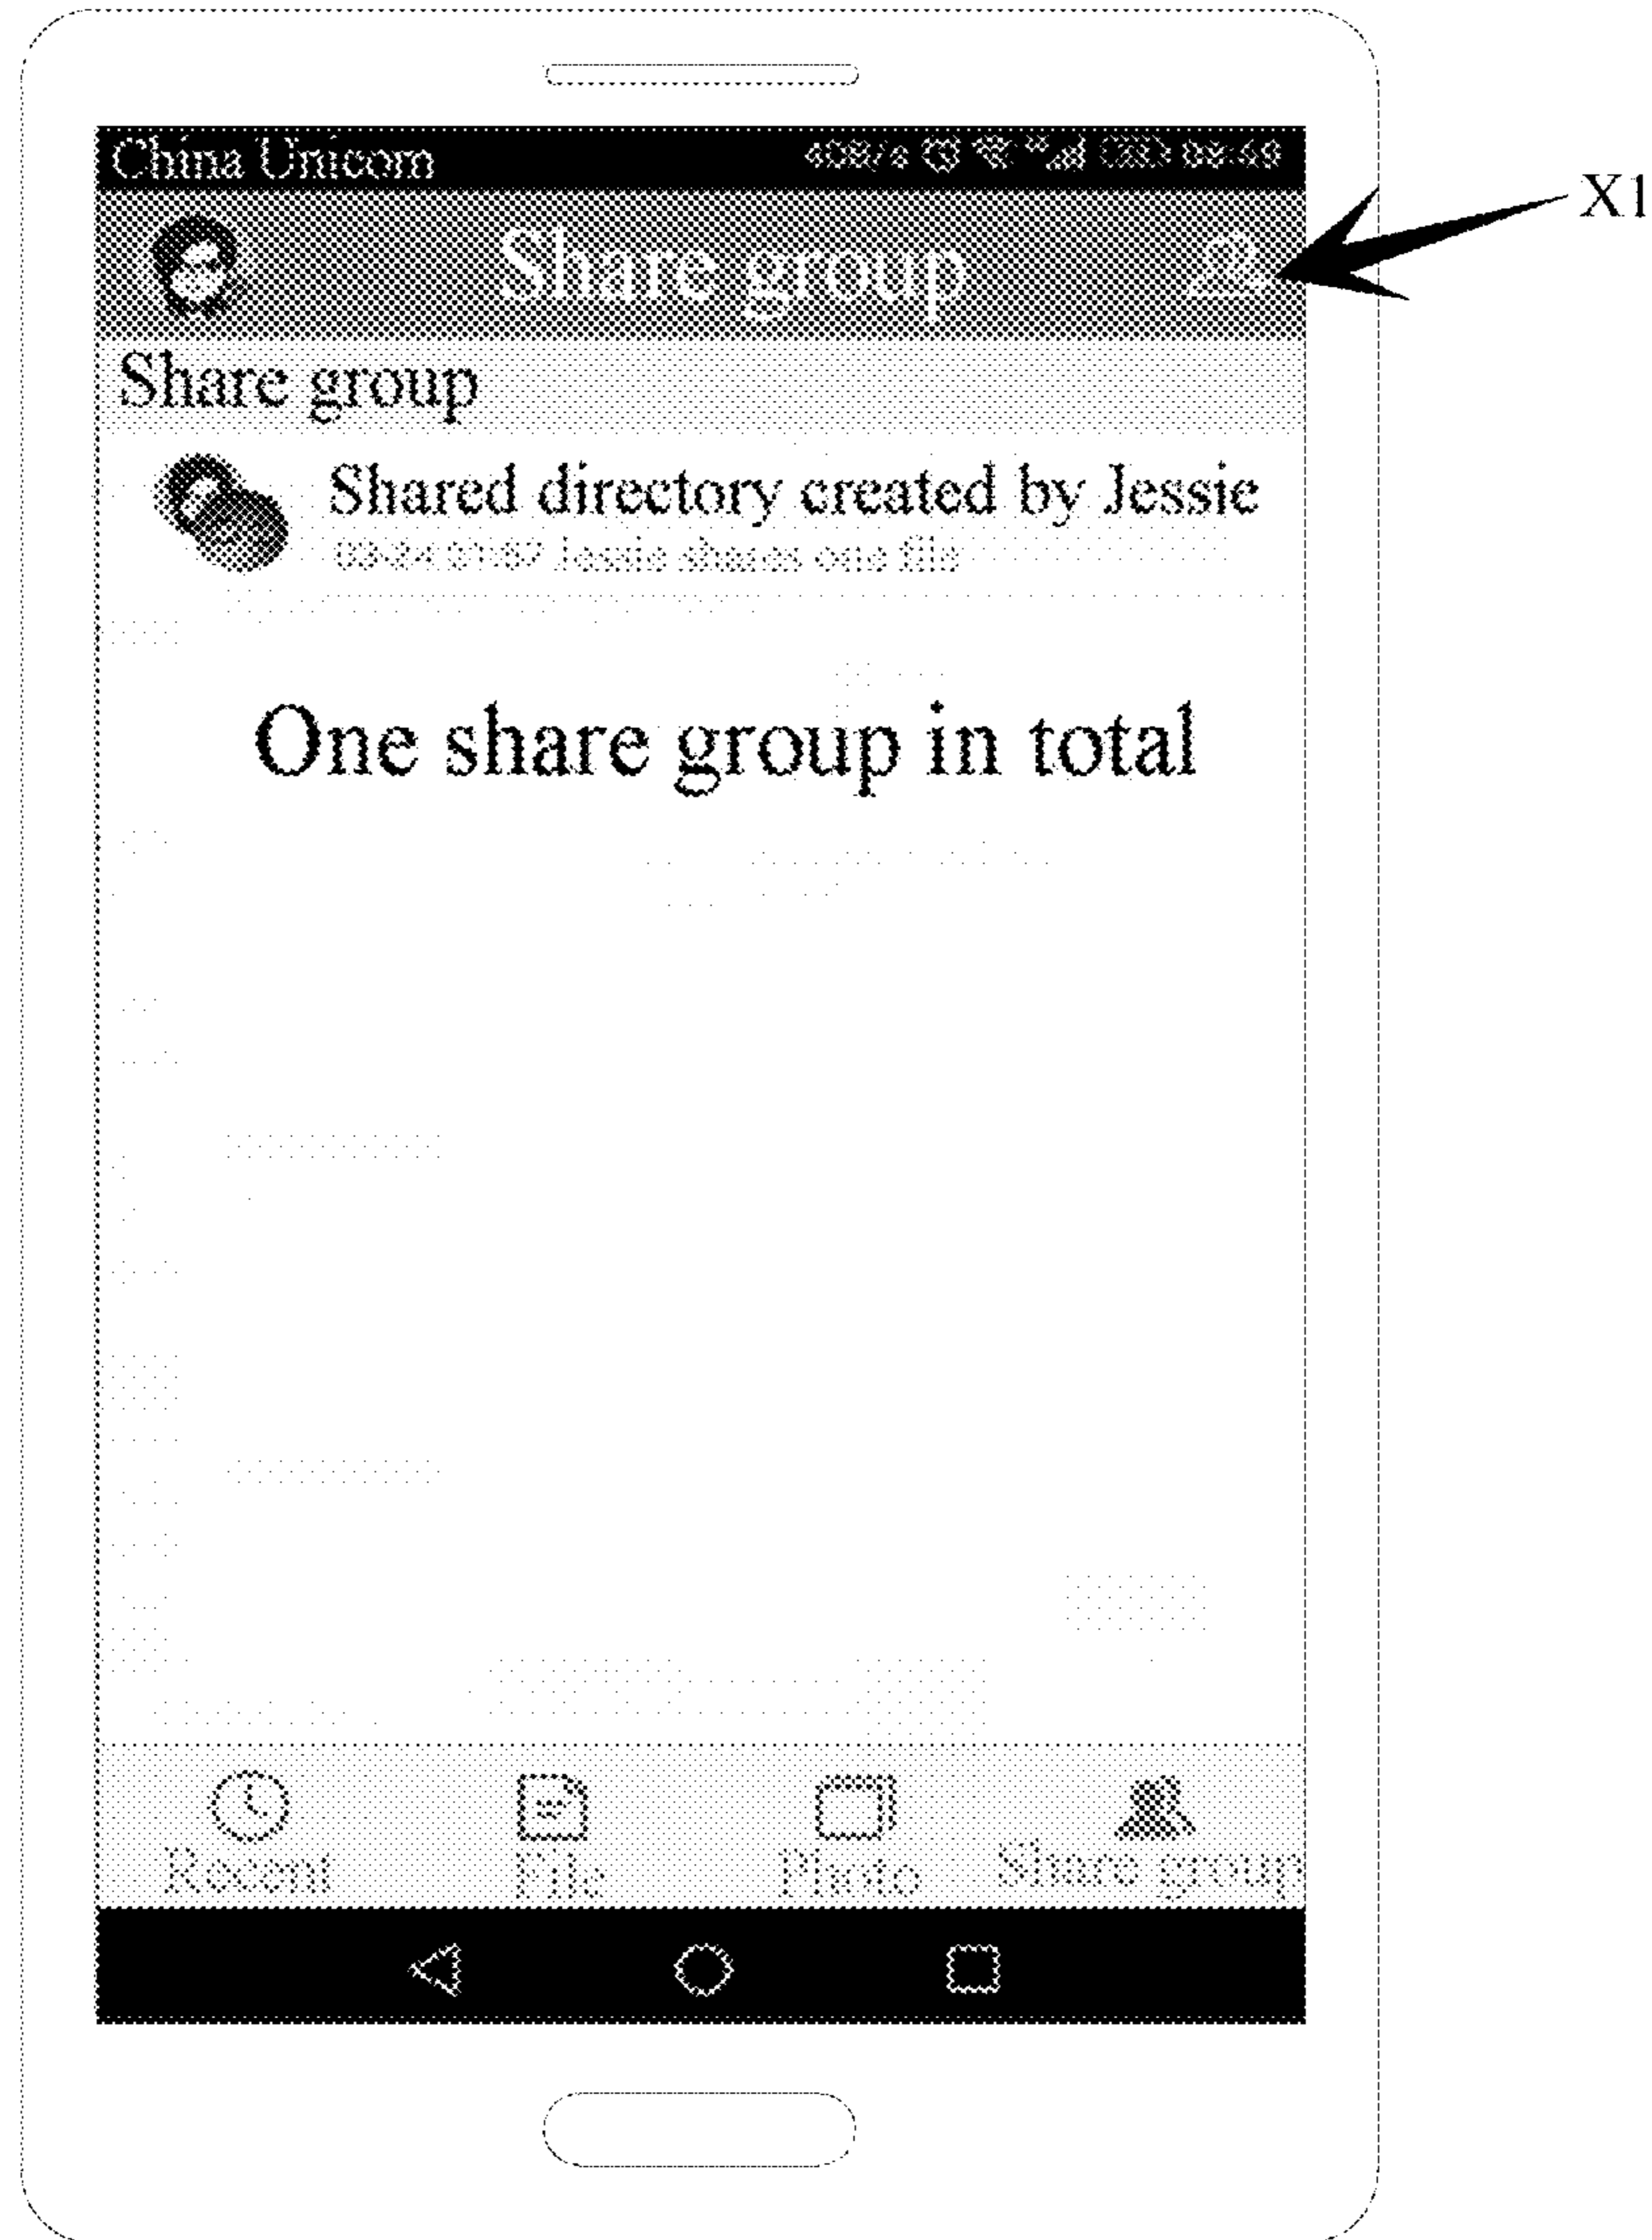 China Unicom
X1
Share group
Share group
Shared directory created by Jessie
Jessie shares one file
One share group in total
Recent File Photo Share group